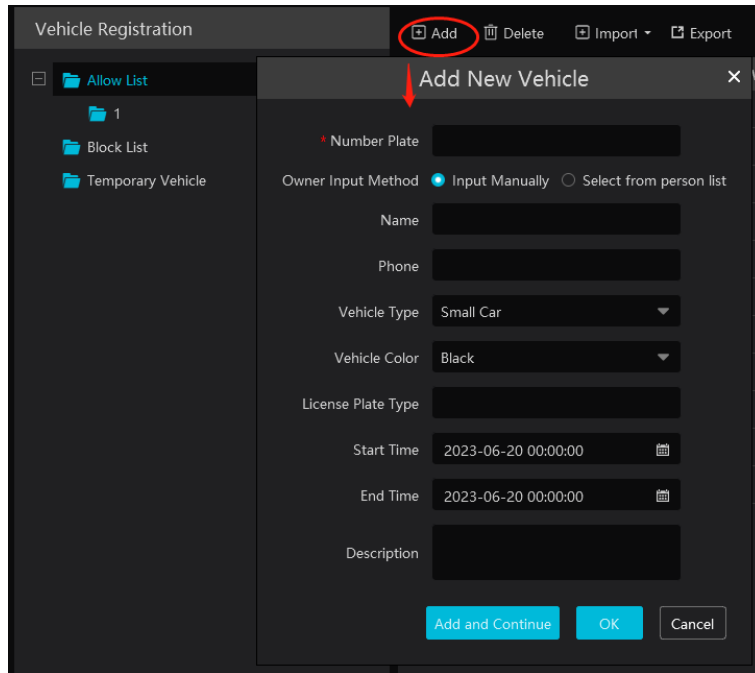 Vehicle Registration
Add Delete Import Export
Allow List
1
Block List
Temporary Vehicle
Add New Vehicle
* Number Plate
Owner Input Method Input Manually Select from person list
Name
Phone
Vehicle Type Small Car
Vehicle Color Black
License Plate Type
Start Time 2023-06-20 00:00:00
End Time 2023-06-20 00:00:00
Description
Add and Continue OK Cancel